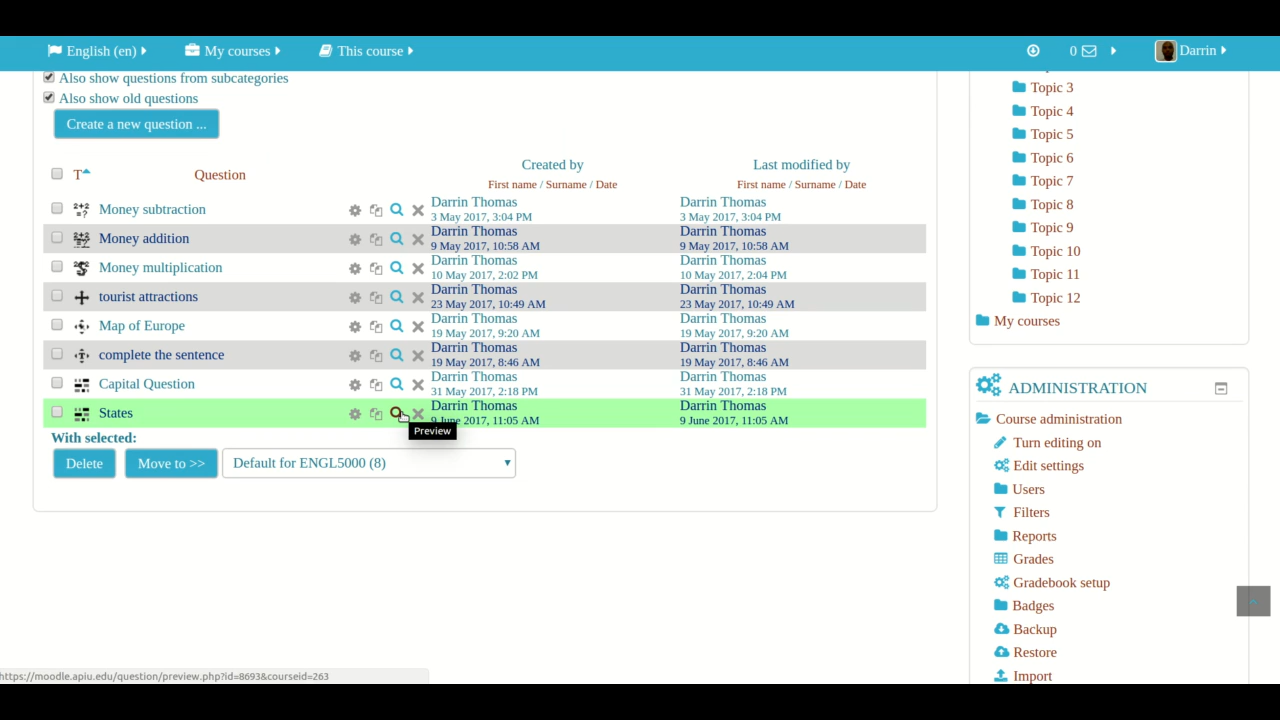 English (en) My courses This course 0 Darrin
Also show questions from subcategories
Also show old questions
Create a new question ...
T Question Created by Last modified by
First name / Surname / Date First name / Surname / Date
Money subtraction Darrin Thomas Darrin Thomas
3 May 2017, 3:04 PM 3 May 2017, 3:04 PM
Money addition Darrin Thomas Darrin Thomas
9 May 2017, 10:58 AM 9 May 2017, 10:58 AM
Money multiplication Darrin Thomas Darrin Thomas
10 May 2017, 2:02 PM 10 May 2017, 2:04 PM
tourist attractions Darrin Thomas Darrin Thomas
23 May 2017, 10:49 AM 23 May 2017, 10:49 AM
Map of Europe Darrin Thomas Darrin Thomas
19 May 2017, 9:20 AM 19 May 2017, 9:20 AM
complete the sentence Darrin Thomas Darrin Thomas
19 May 2017, 8:46 AM 19 May 2017, 8:46 AM
Capital Question Darrin Thomas Darrin Thomas
31 May 2017, 2:18 PM 31 May 2017, 2:18 PM
States Darrin Thomas Darrin Thomas
9 June 2017, 11:05 AM 9 June 2017, 11:05 AM
Preview
With selected:
Delete Move to >> Default for ENGL5000 (8)
Topic 3
Topic 4
Topic 5
Topic 6
Topic 7
Topic 8
Topic 9
Topic 10
Topic 11
Topic 12
My courses
ADMINISTRATION
Course administration
Turn editing on
Edit settings
Users
Filters
Reports
Grades
Gradebook setup
Badges
Backup
Restore
Import
https://moodle.apiu.edu/question/preview.php?id=8693&courseid=263